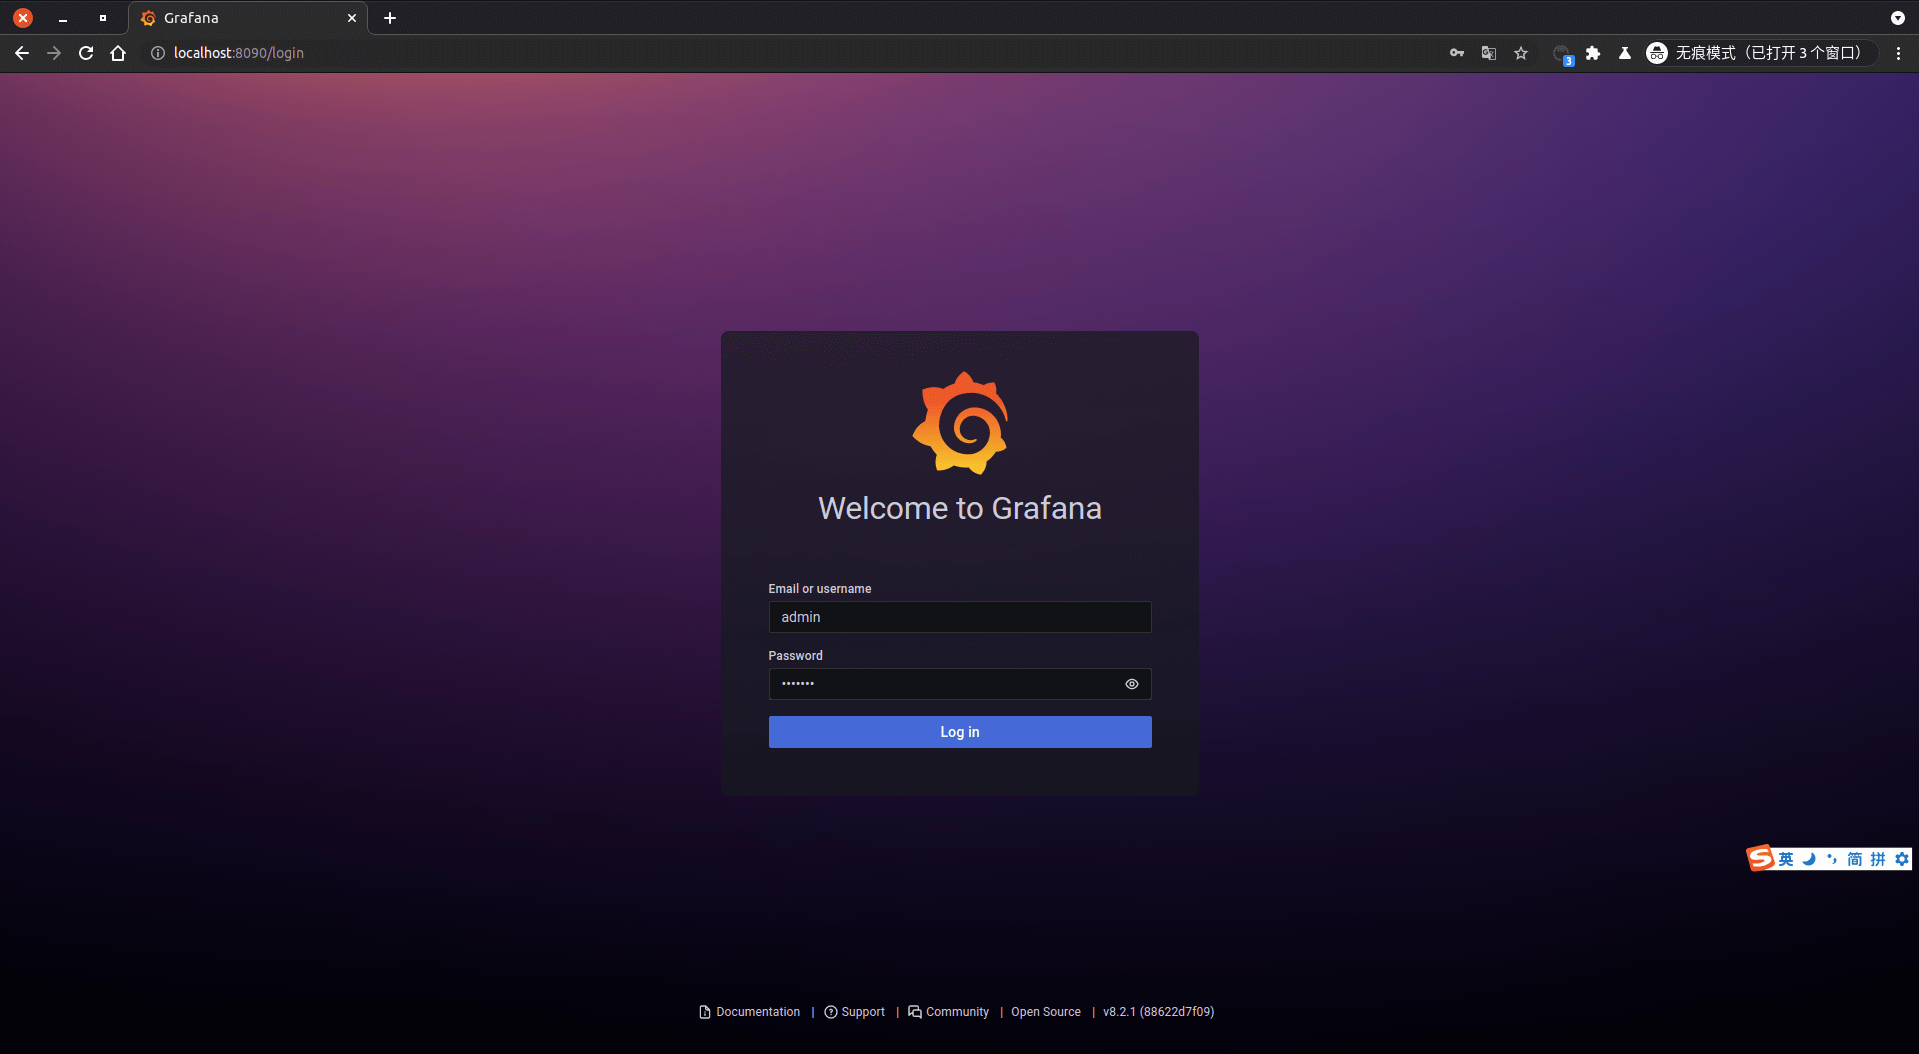 Grafana
localhost:8090/login
3
无痕模式（已打开 3 个窗口）
Welcome to Grafana
Email or username
admin
Password
•••••••
Log in
英 简 拼
Documentation | Support | Community | Open Source | v8.2.1 (88622d7f09)